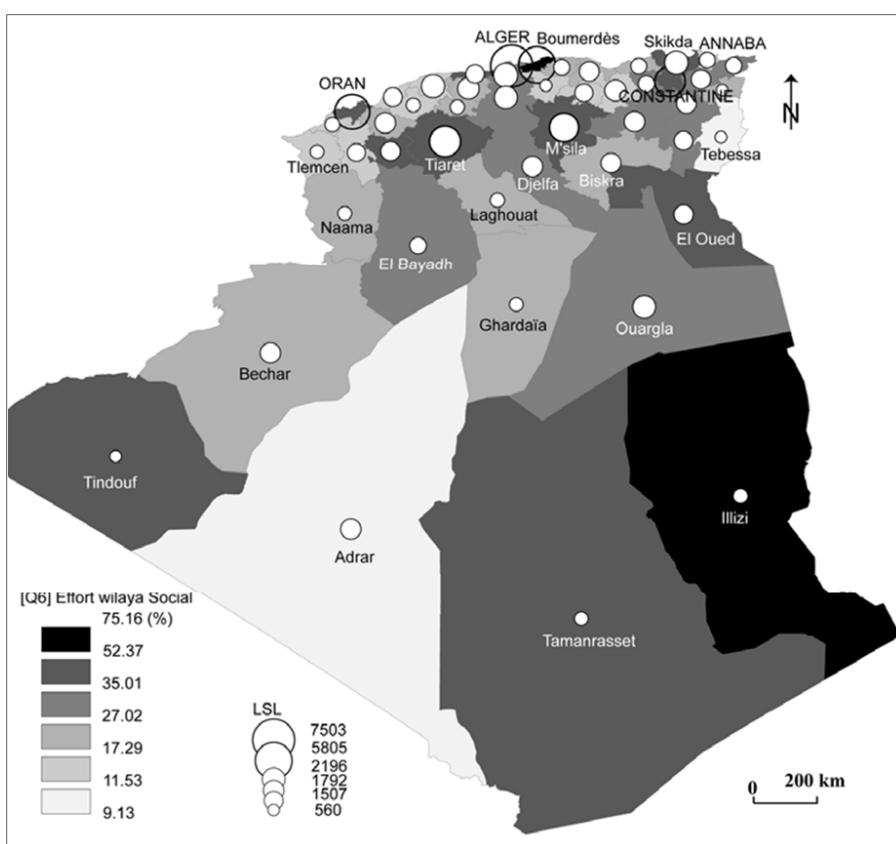 ALGER Boumerdès
Skikda ANNABA
ORAN
N
CONSTANTINE
Tlemcen
Tiaret
M'sila
Tebessa
Djelfa
Biskra
Naama
Laghouat
El Oued
El Bayadh
Ghardaïa
Ouargla
Bechar
Tindouf
Illizi
Adrar
Tamanrasset
[Q6] Effort wilaya Social
75.16 (%)
52.37
35.01
27.02
17.29
11.53
9.13
LSL
7503
5805
2196
1792
1507
560
0 200 km